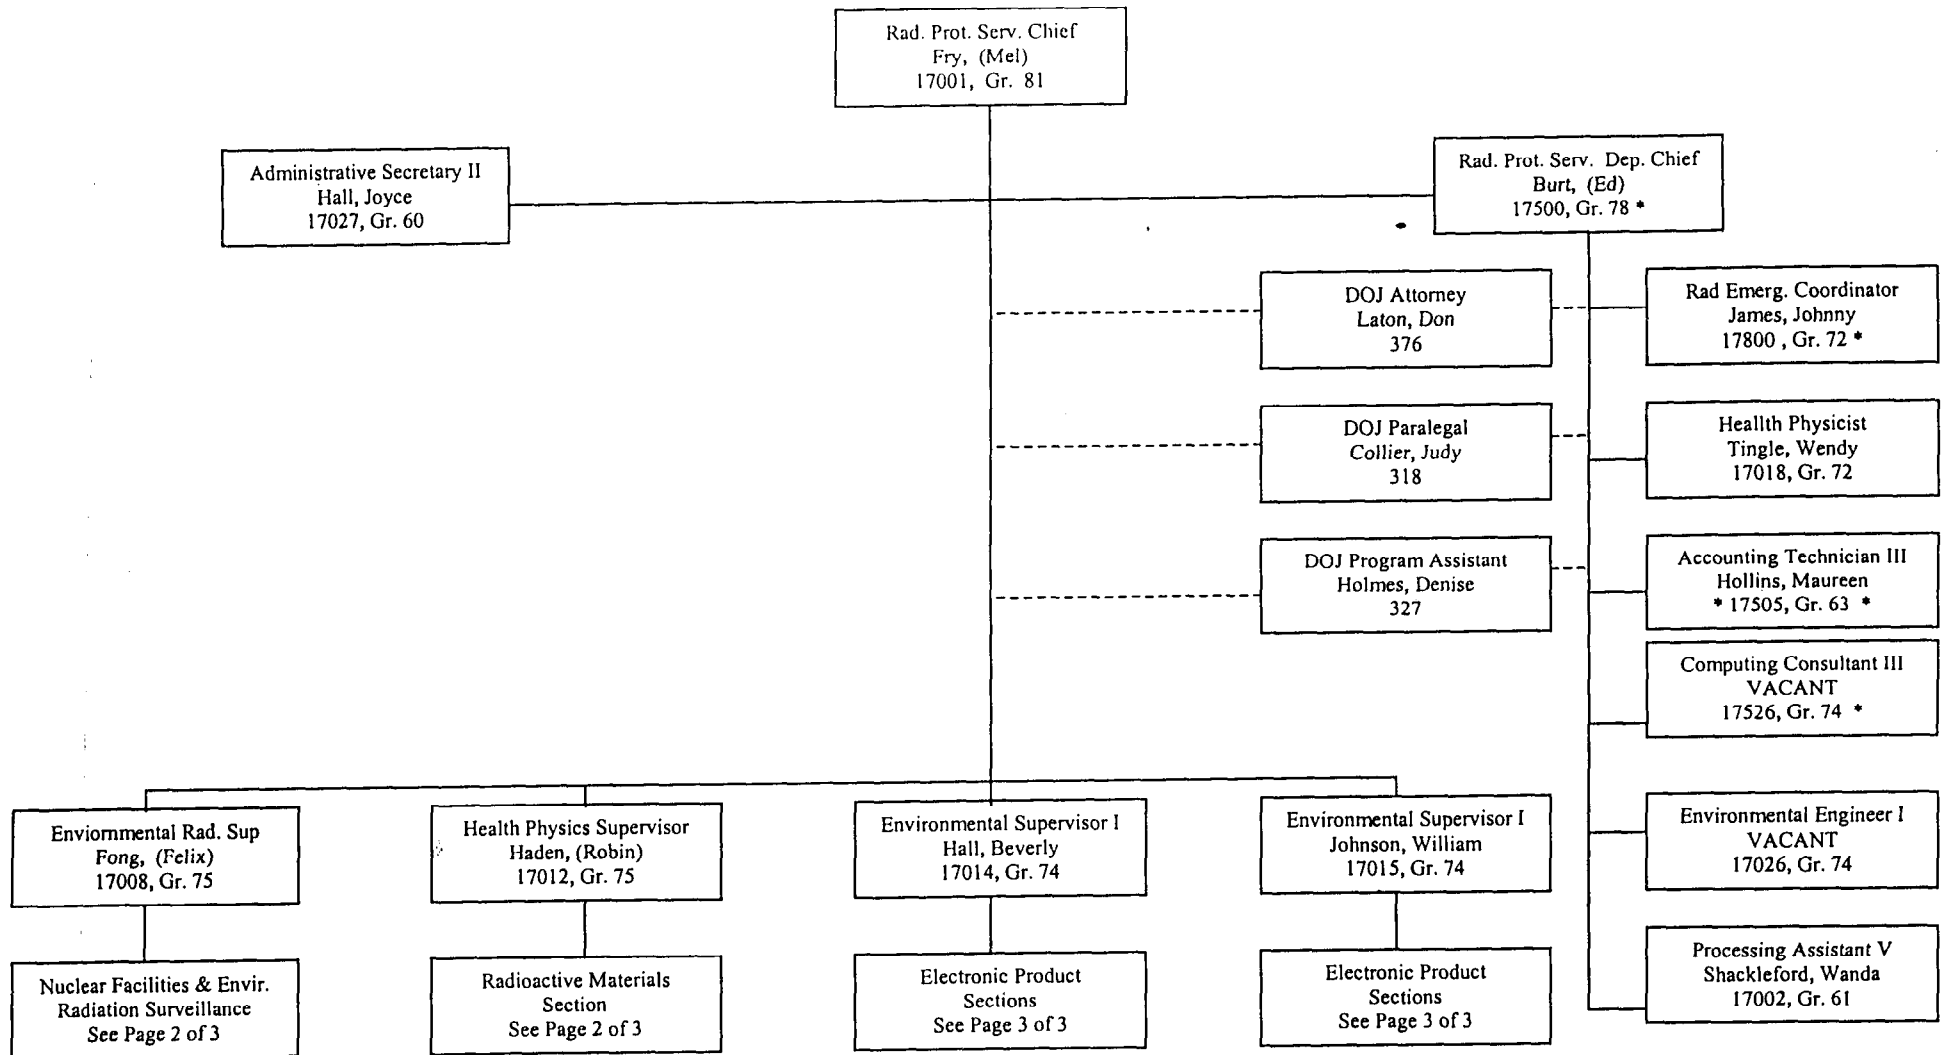 Rad. Prot. Serv. Chief
Fry, (Mel)
17001, Gr. 81
Administrative Secretary II
Hall, Joyce
17027, Gr. 60
Rad. Prot. Serv. Dep. Chief
Burt, (Ed)
17500, Gr. 78 *
DOJ Attorney
Laton, Don
376
Rad Emerg. Coordinator
James, Johnny
17800 , Gr. 72 *
DOJ Paralegal
Collier, Judy
318
Heallth Physicist
Tingle, Wendy
17018, Gr. 72
DOJ Program Assistant
Holmes, Denise
327
Accounting Technician III
Hollins, Maureen
* 17505, Gr. 63 *
Computing Consultant III
VACANT
17526, Gr. 74 *
Enviornmental Rad. Sup
Fong, (Felix)
17008, Gr. 75
Health Physics Supervisor
Haden, (Robin)
17012, Gr. 75
Environmental Supervisor I
Hall, Beverly
17014, Gr. 74
Environmental Supervisor I
Johnson, William
17015, Gr. 74
Environmental Engineer I
VACANT
17026, Gr. 74
Nuclear Facilities & Envir.
Radiation Surveillance
See Page 2 of 3
Radioactive Materials
Section
See Page 2 of 3
Electronic Product
Sections
See Page 3 of 3
Electronic Product
Sections
See Page 3 of 3
Processing Assistant V
Shackleford, Wanda
17002, Gr. 61